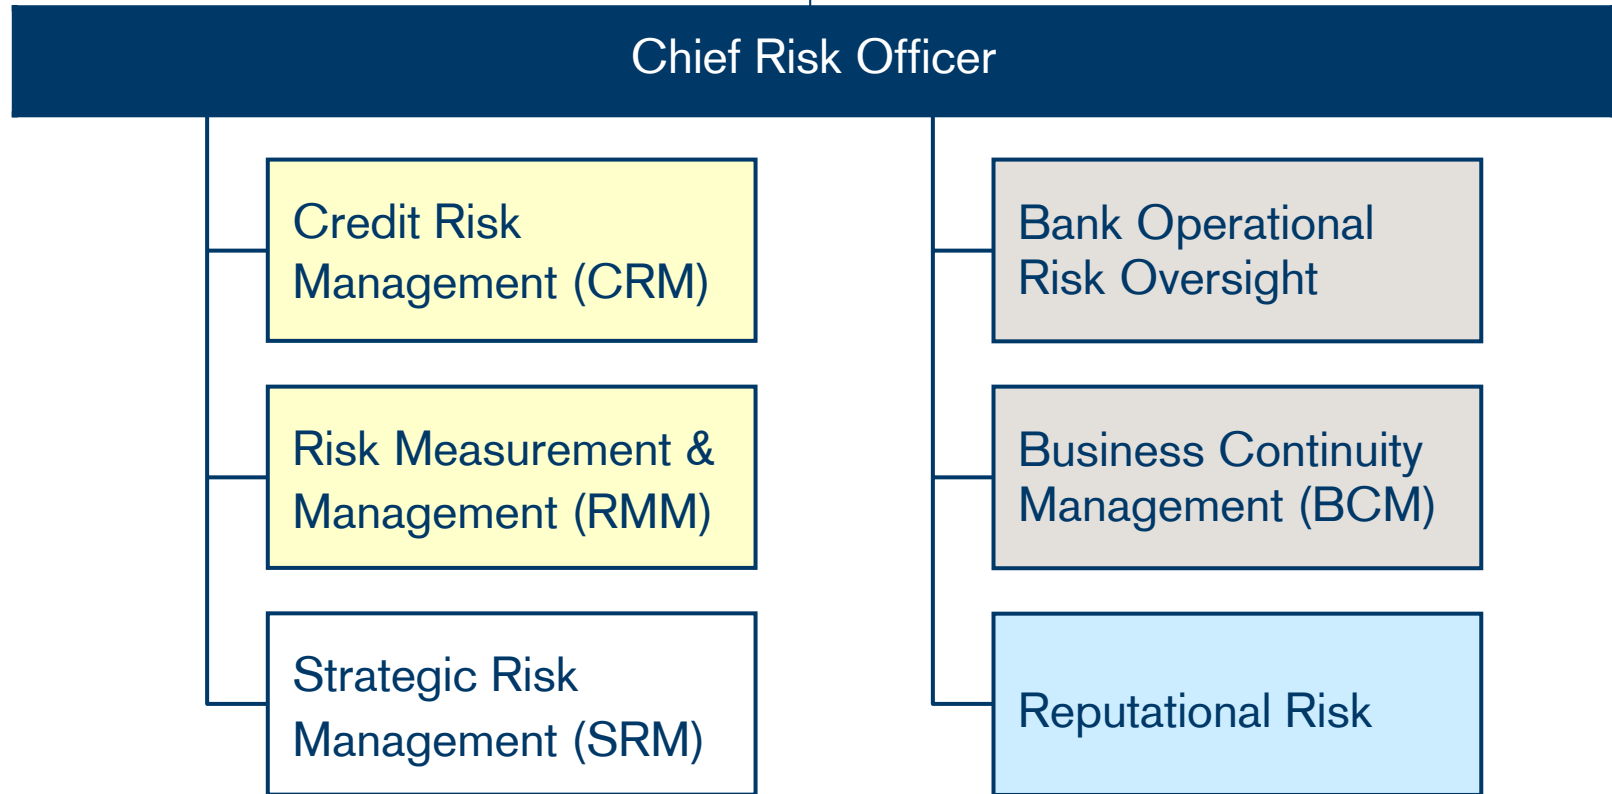 Chief Risk Officer
Credit Risk
Management (CRM)
Risk Measurement &
Management (RMM)
Strategic Risk
Management (SRM)
Bank Operational
Risk Oversight
Business Continuity
Management (BCM)
Reputational Risk